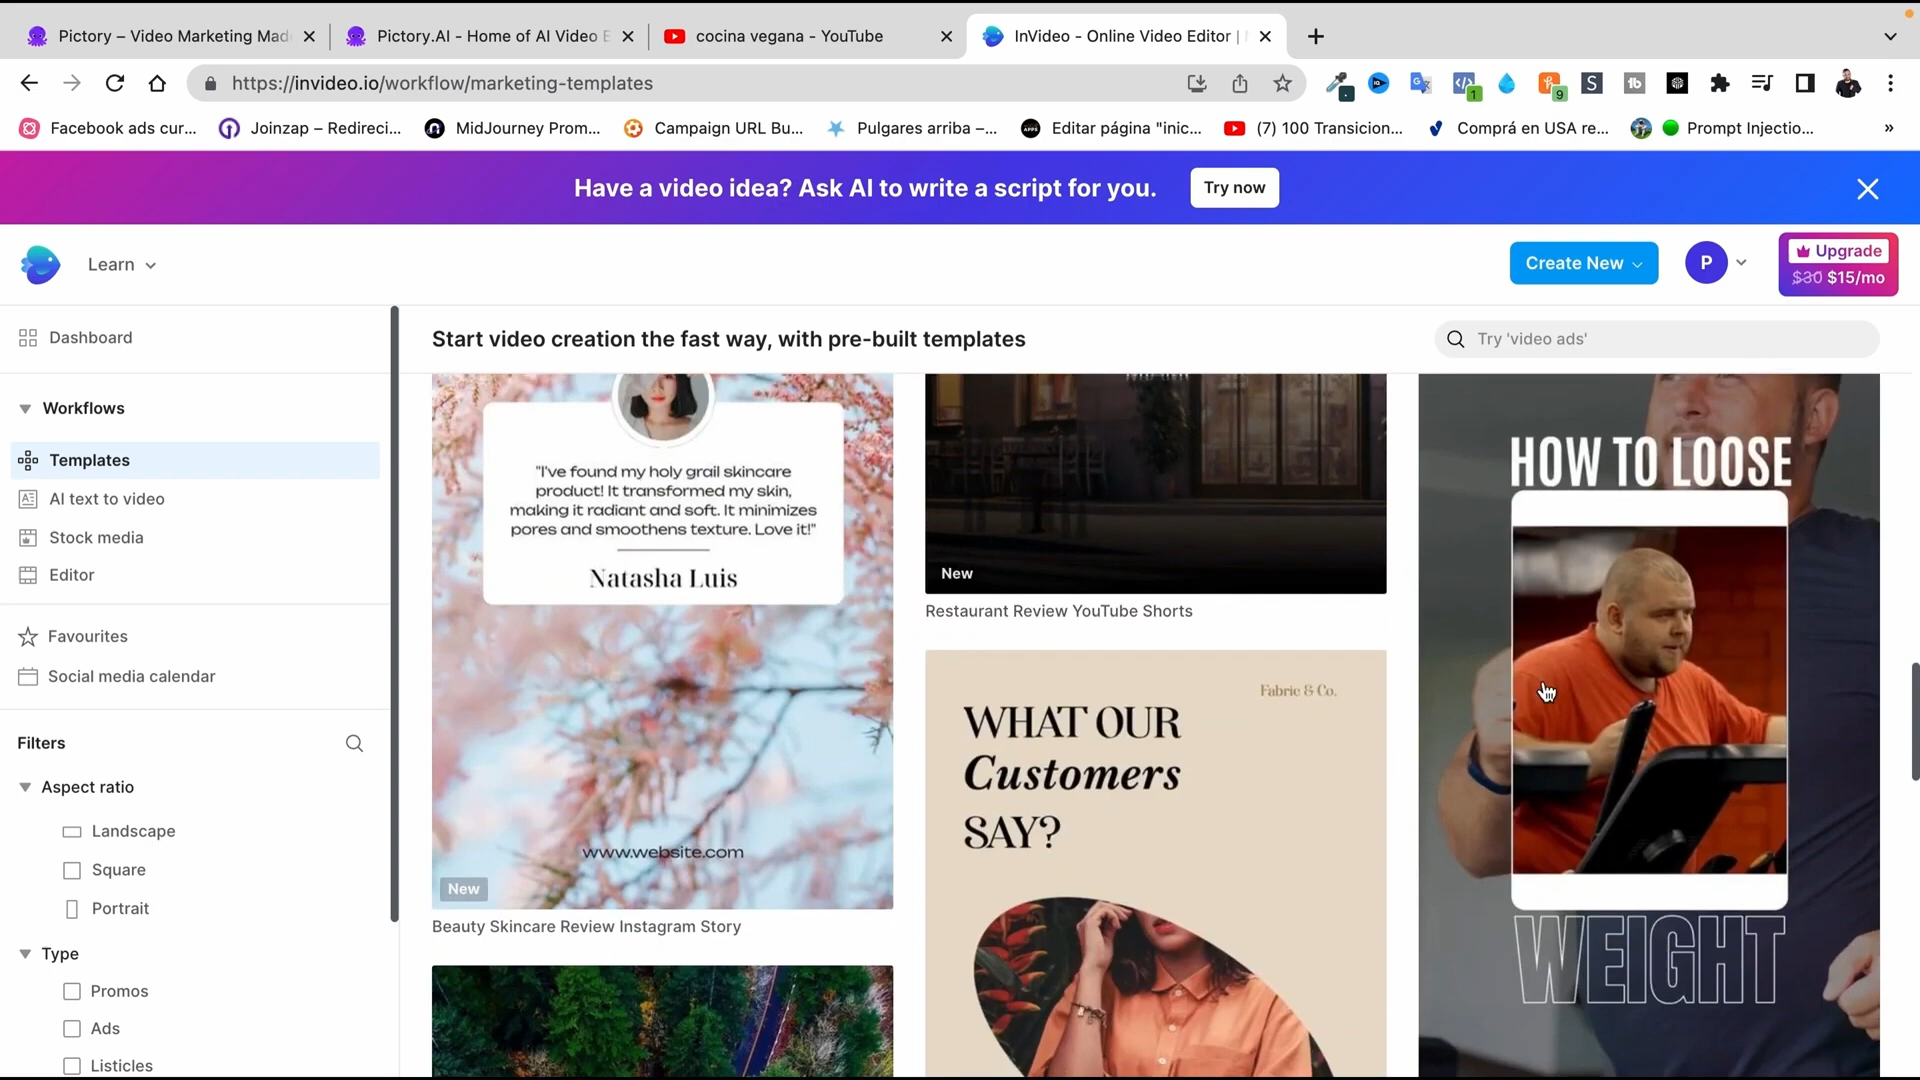 Pictory – Video Marketing Mad
Pictory.AI - Home of AI Video E
cocina vegana - YouTube
InVideo - Online Video Editor |
https://invideo.io/workflow/marketing-templates
1
9
S
tb
Facebook ads cur...
Joinzap – Redireci...
MidJourney Prom...
Campaign URL Bu...
Pulgares arriba –...
Editar página "inic...
(7) 100 Transicion...
Comprá en USA re...
Prompt Injectio...
»
Have a video idea? Ask AI to write a script for you.
Try now
Learn
Create New
P
Upgrade
$30 $15/mo
Dashboard
Workflows
Templates
AI text to video
Stock media
Editor
Favourites
Social media calendar
Filters
Aspect ratio
Landscape
Square
Portrait
Type
Promos
Ads
Listicles
Start video creation the fast way, with pre-built templates
Try 'video ads'
"I've found my holy grail skincare
product! It transformed my skin,
making it radiant and soft. It minimizes
pores and smoothens texture. Love it!"
Natasha Luis
www.website.com
New
Beauty Skincare Review Instagram Story
New
Restaurant Review YouTube Shorts
Fabric & Co.
WHAT OUR
Customers
SAY?
HOW TO LOOSE
WEIGHT